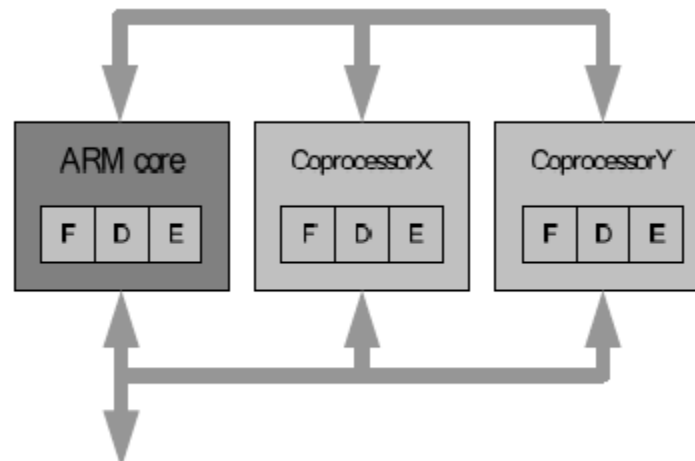 ARM core
F D E
CoprocessorX
F D E
CoprocessorY
F D E